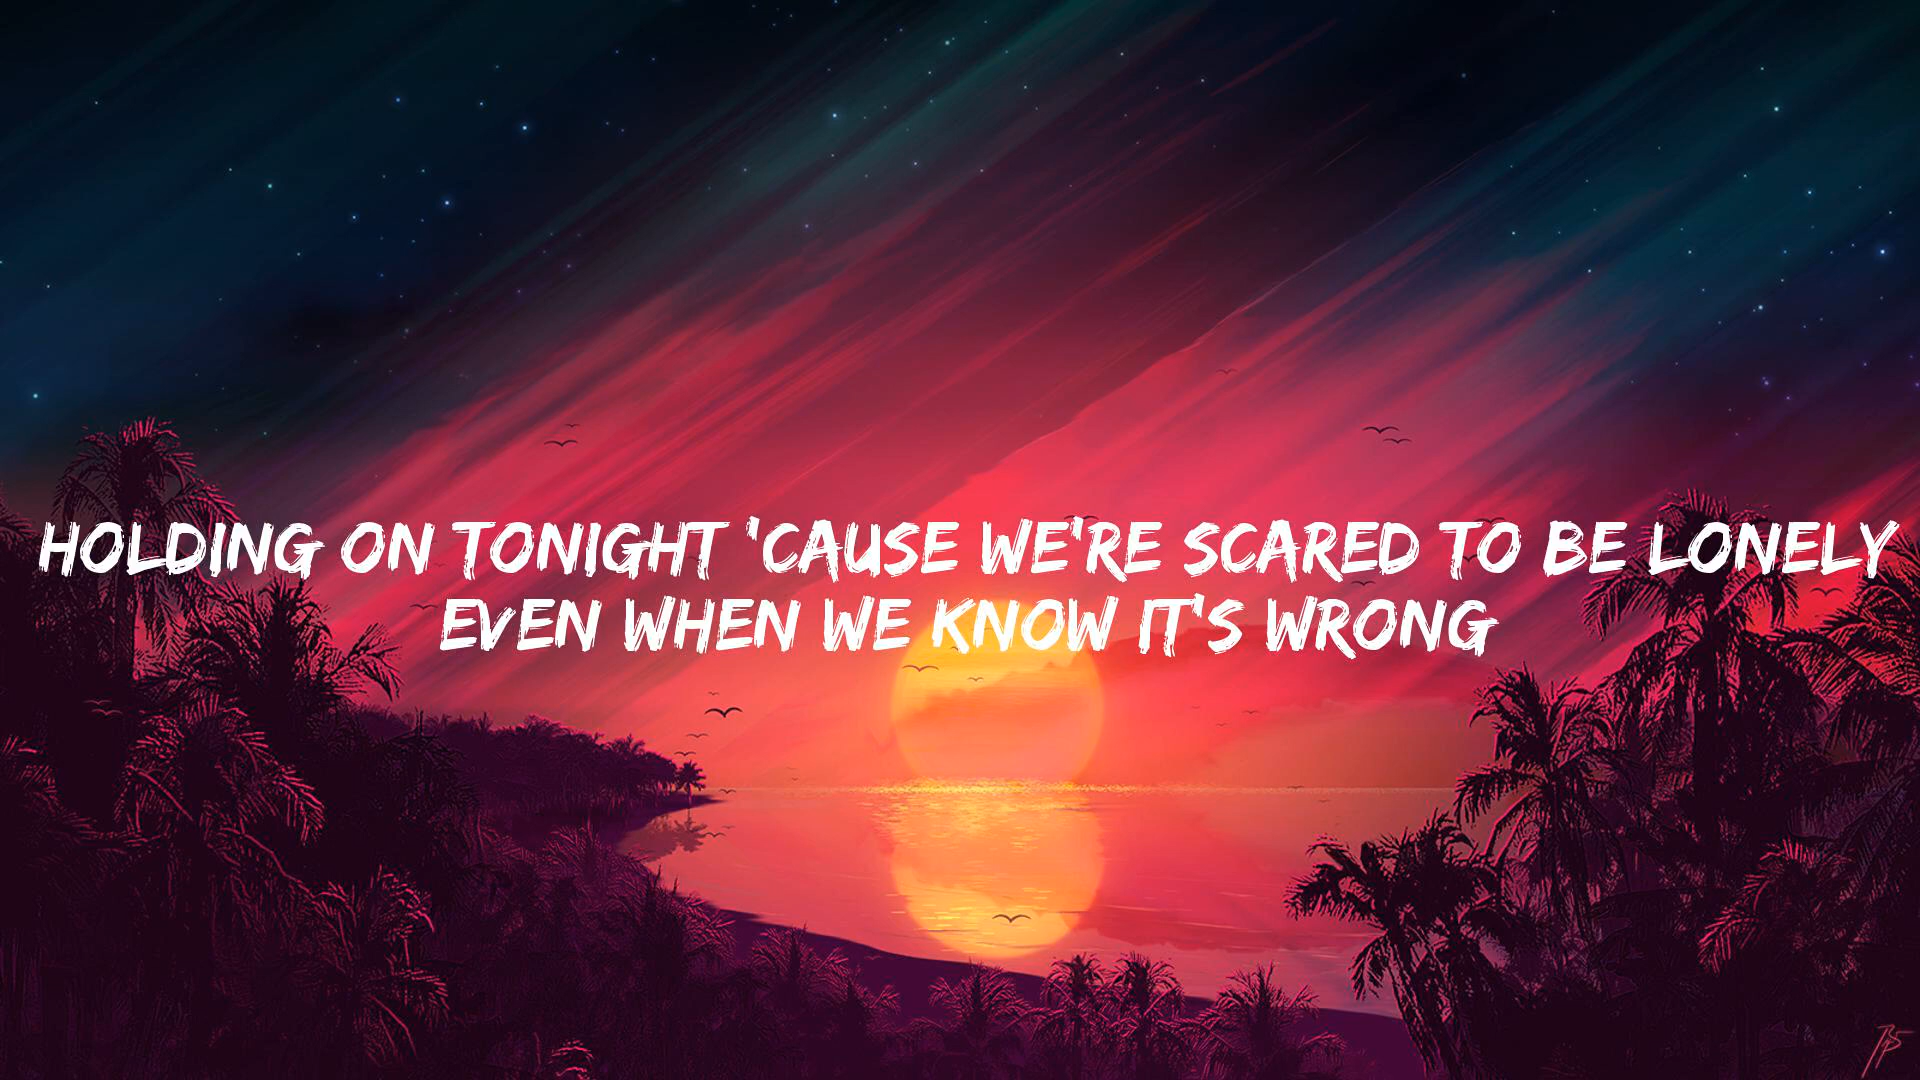 HOLDING ON TONIGHT 'CAUSE WE'RE SCARED TO BE LONELY
EVEN WHEN WE KNOW IT'S WRONG